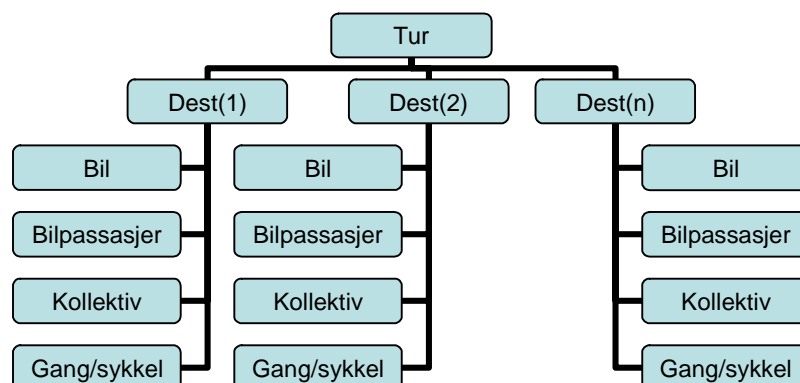 Tur
Dest(1)
Dest(2)
Dest(n)
Bil
Bil
Bil
Bilpassasjer
Bilpassasjer
Bilpassasjer
Kollektiv
Kollektiv
Kollektiv
Gang/sykkel
Gang/sykkel
Gang/sykkel